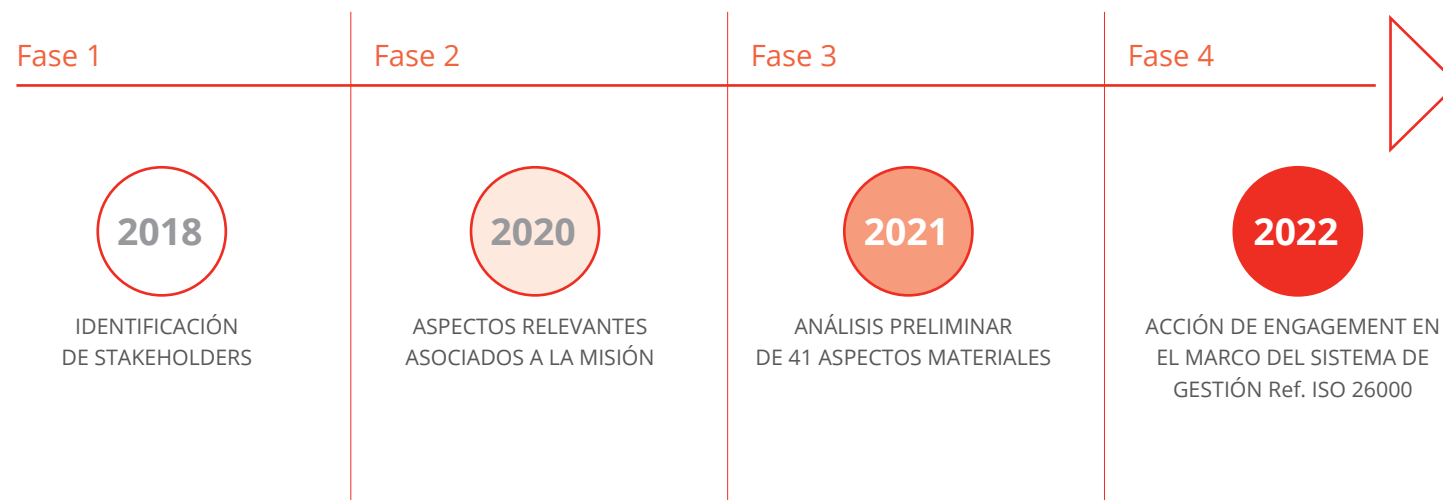 Fase 1
Fase 2
Fase 3
Fase 4
2018
IDENTIFICACIÓN
DE STAKEHOLDERS
2020
ASPECTOS RELEVANTES
ASOCIADOS A LA MISIÓN
2021
ANÁLISIS PRELIMINAR
DE 41 ASPECTOS MATERIALES
2022
ACCIÓN DE ENGAGEMENT EN
EL MARCO DEL SISTEMA DE
GESTIÓN Ref. ISO 26000